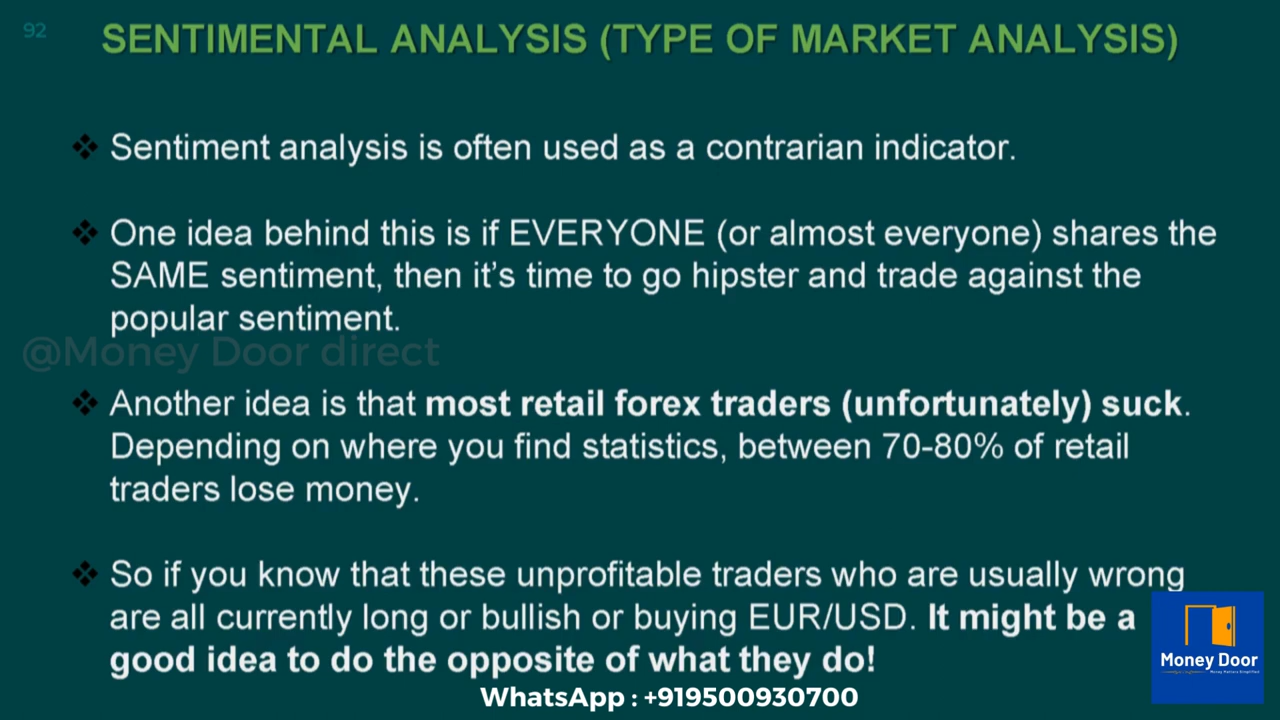 92
SENTIMENTAL ANALYSIS (TYPE OF MARKET ANALYSIS)
❖ Sentiment analysis is often used as a contrarian indicator.
❖ One idea behind this is if EVERYONE (or almost everyone) shares the
SAME sentiment, then it’s time to go hipster and trade against the
popular sentiment.
@Money Door direct
❖ Another idea is that most retail forex traders (unfortunately) suck.
Depending on where you find statistics, between 70-80% of retail
traders lose money.
❖ So if you know that these unprofitable traders who are usually wrong
are all currently long or bullish or buying EUR/USD. It might be a
good idea to do the opposite of what they do!
Money Door
Money Matters Simplified
WhatsApp : +919500930700